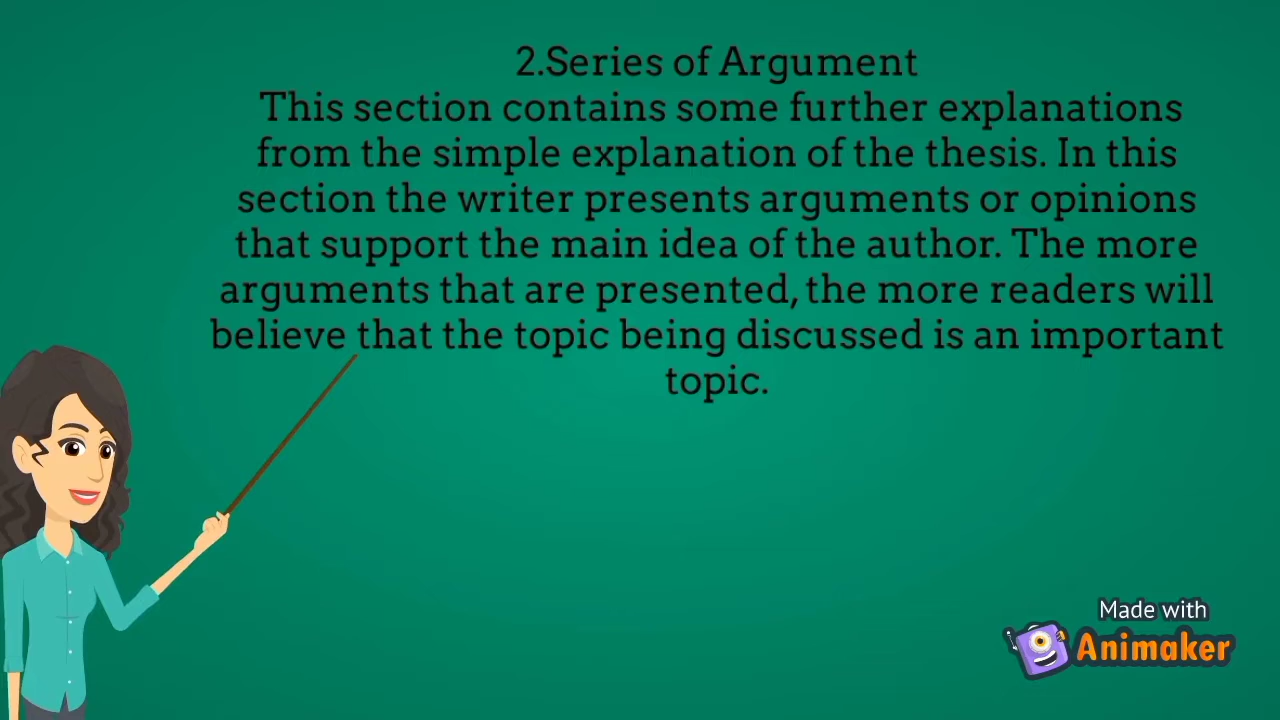 2.Series of Argument
This section contains some further explanations
from the simple explanation of the thesis. In this
section the writer presents arguments or opinions
that support the main idea of the author. The more
arguments that are presented, the more readers will
believe that the topic being discussed is an important
topic.
Made with
Animaker